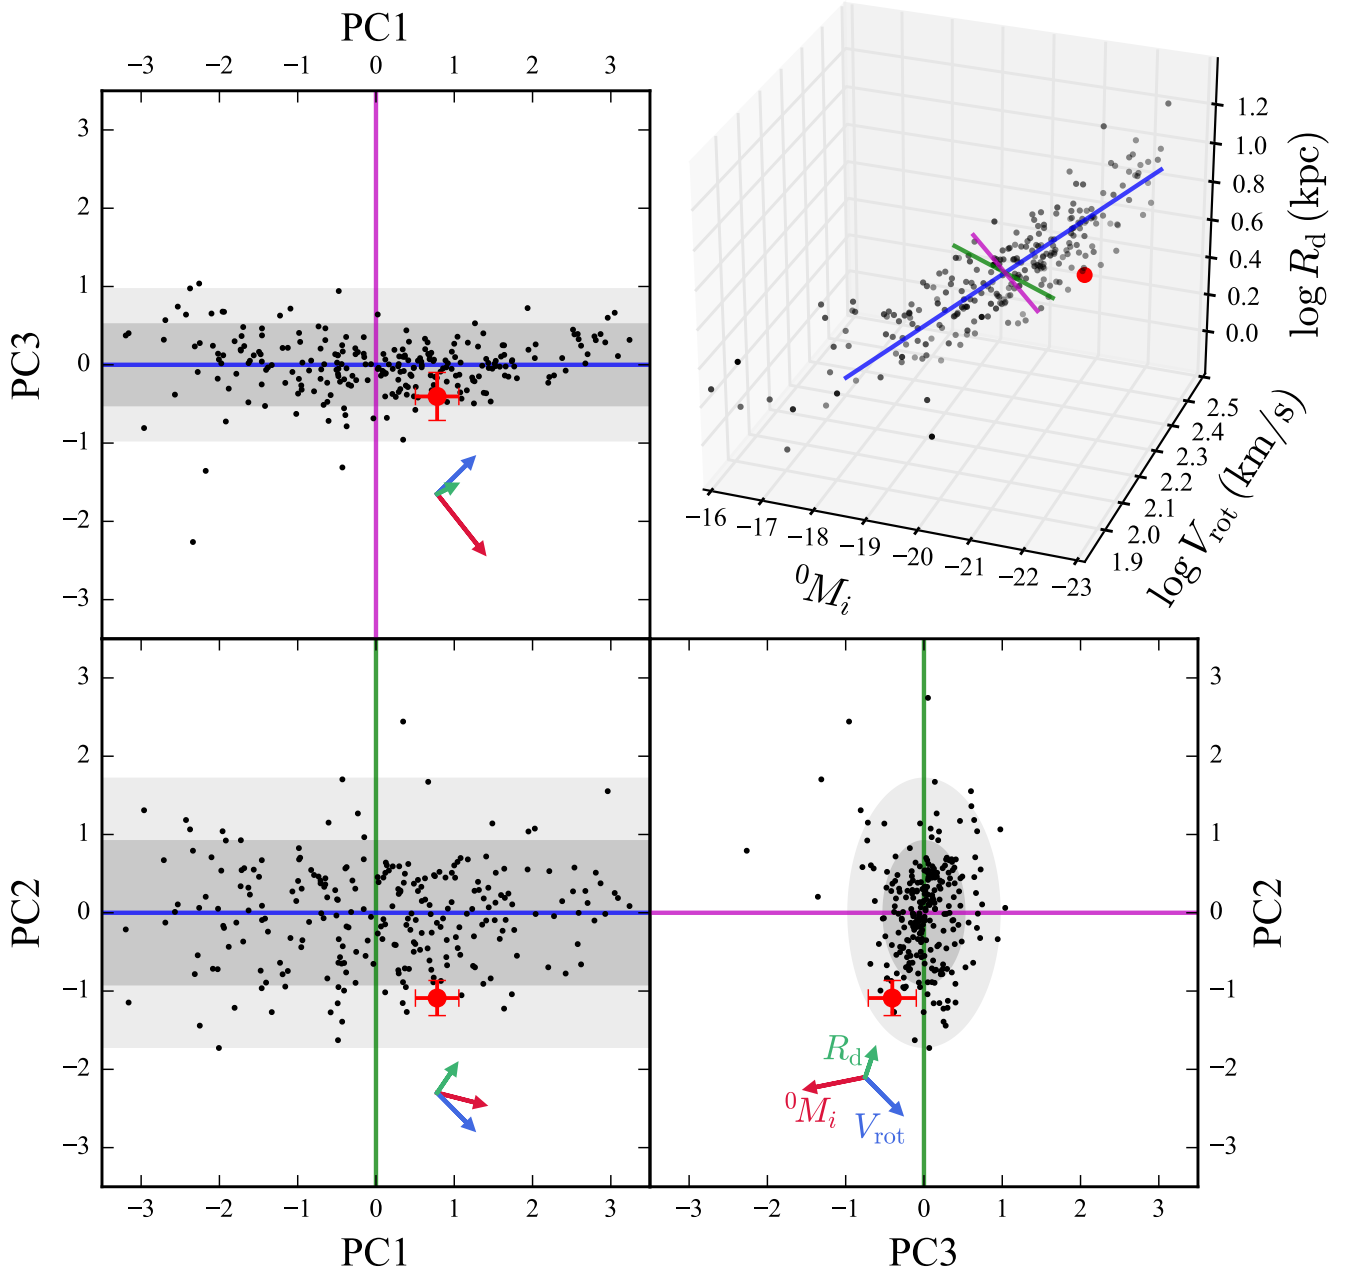 PC1
−3 −2 −1 0 1 2 3
3
2
1
0
−1
−2
−3
PC3
1.2
1.0
0.8
0.6
0.4
0.2
0.0
log R_d (kpc)
2.5
2.4
2.3
2.2
2.1
2.0
1.9
log V_rot (km/s)
−16 −17 −18 −19 −20 −21 −22 −23
⁰M_i
3
2
1
0
−1
−2
−3
PC2
−3 −2 −1 0 1 2 3
PC1
3
2
1
0
−1
−2
−3
PC2
R_d
⁰M_i
V_rot
−3 −2 −1 0 1 2 3
PC3